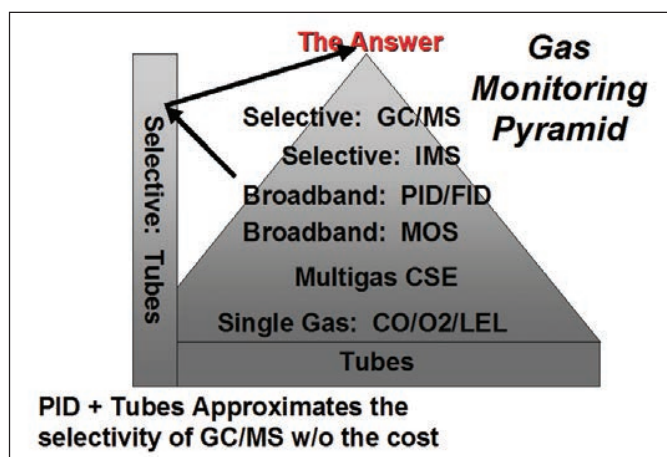 The Answer
Gas
Monitoring
Pyramid
Selective: Tubes
Selective: GC/MS
Selective: IMS
Broadband: PID/FID
Broadband: MOS
Multigas CSE
Single Gas: CO/O2/LEL
Tubes
PID + Tubes Approximates the
selectivity of GC/MS w/o the cost